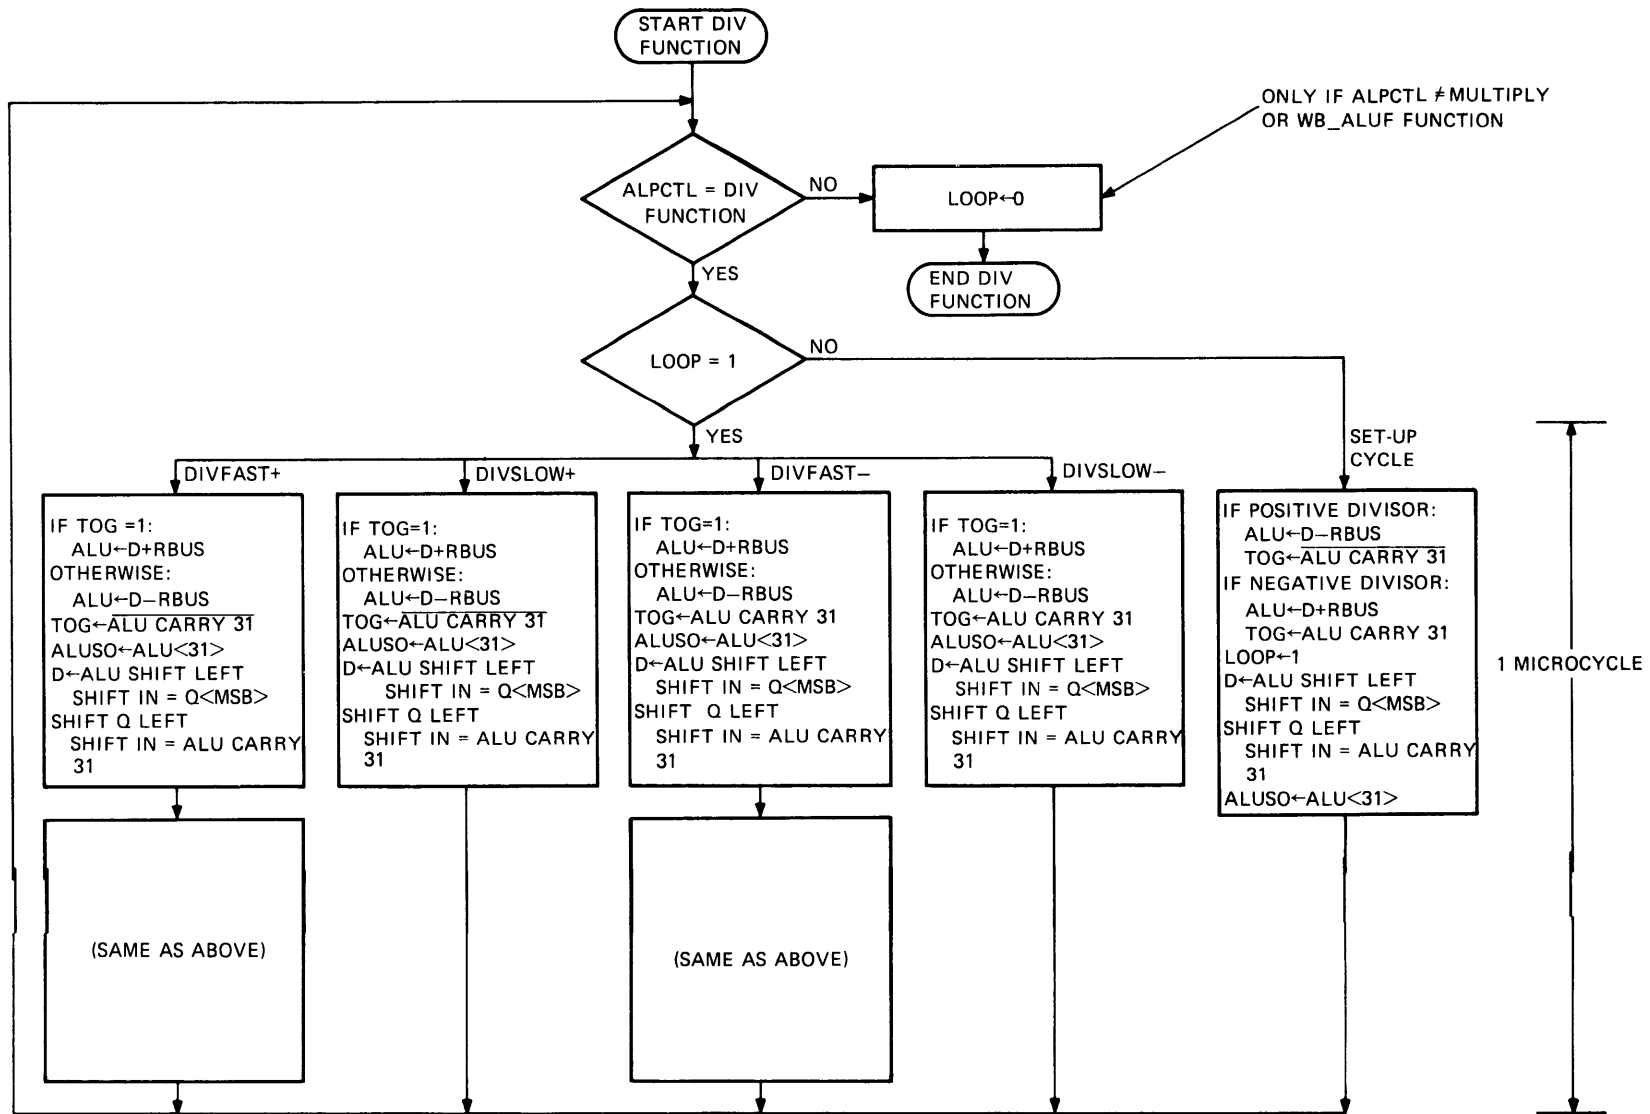 START DIV
FUNCTION
ONLY IF ALPCTL ≠ MULTIPLY
OR WB_ALUF FUNCTION
ALPCTL = DIV
FUNCTION
NO
LOOP←0
YES
END DIV
FUNCTION
LOOP = 1
NO
YES
SET-UP
CYCLE
DIVFAST+
DIVSLOW+
DIVFAST−
DIVSLOW−
IF TOG =1:
ALU←D+RBUS
OTHERWISE:
ALU←D−RBUS
TOG←A̅L̅U̅ ̅C̅A̅R̅R̅Y̅ ̅3̅1̅
ALUSO←ALU<31>
D←ALU SHIFT LEFT
SHIFT IN = Q<MSB>
SHIFT Q LEFT
SHIFT IN = ALU CARRY
31
IF TOG=1:
ALU←D+RBUS
OTHERWISE:
ALU←D−RBUS
TOG←A̅L̅U̅ ̅C̅A̅R̅R̅Y̅ ̅3̅1̅
ALUSO←ALU<31>
D←ALU SHIFT LEFT
SHIFT IN = Q<MSB>
SHIFT Q LEFT
SHIFT IN = ALU CARRY
31
IF TOG=1:
ALU←D+RBUS
OTHERWISE:
ALU←D−RBUS
TOG←ALU CARRY 31
ALUSO←ALU<31>
D←ALU SHIFT LEFT
SHIFT IN = Q<MSB>
SHIFT Q LEFT
SHIFT IN = ALU CARRY
31
IF TOG=1:
ALU←D+RBUS
OTHERWISE:
ALU←D−RBUS
TOG←ALU CARRY 31
ALUSO←ALU<31>
D←ALU SHIFT LEFT
SHIFT IN = Q<MSB>
SHIFT Q LEFT
SHIFT IN = ALU CARRY
31
IF POSITIVE DIVISOR:
ALU←D−RBUS
TOG←A̅L̅U̅ ̅C̅A̅R̅R̅Y̅ ̅3̅1̅
IF NEGATIVE DIVISOR:
ALU←D+RBUS
TOG←ALU CARRY 31
LOOP←1
D←ALU SHIFT LEFT
SHIFT IN = Q<MSB>
SHIFT Q LEFT
SHIFT IN = ALU CARRY
31
ALUSO←ALU<31>
1 MICROCYCLE
(SAME AS ABOVE)
(SAME AS ABOVE)